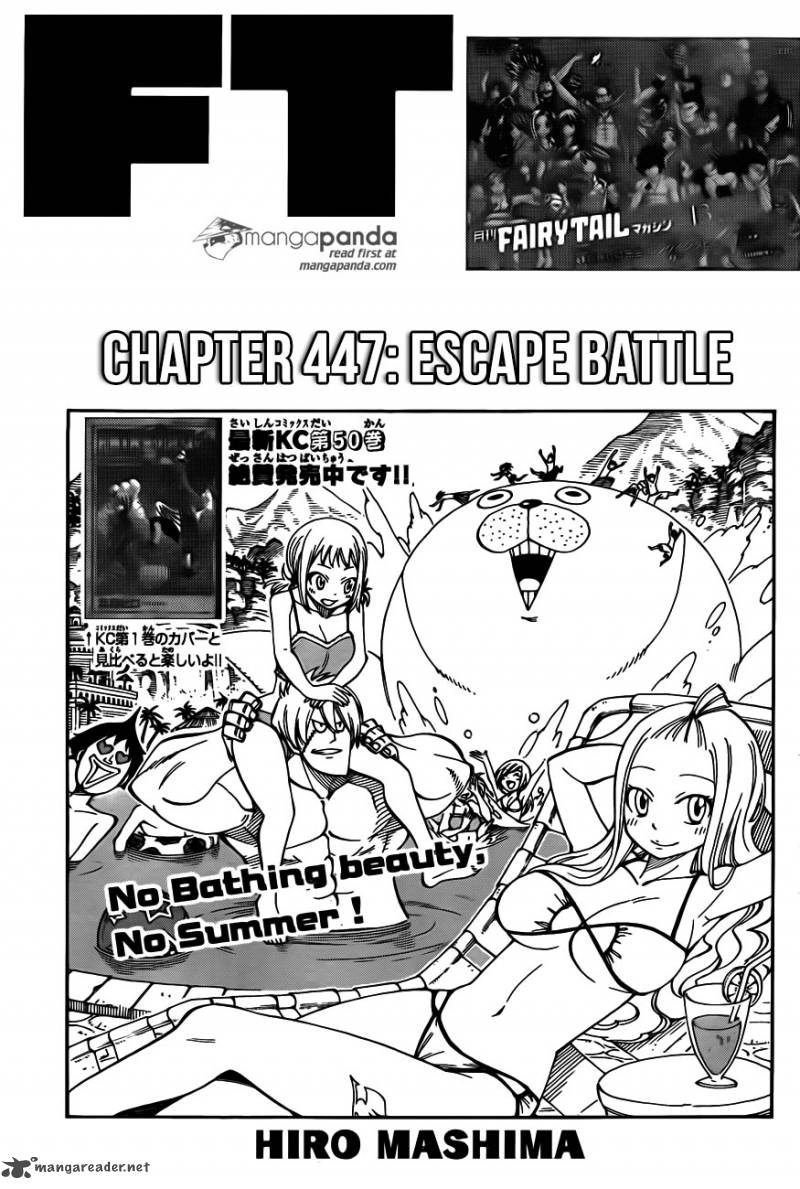 FT
mangapanda
read first at
mangapanda.com
月刊 FAIRY TAIL マガジン
CHAPTER 447: ESCAPE BATTLE
さいしんコミックスだい かん
最新KC第50巻
ぜっさんはつばいちゅう
絶賛発売中です!!
↑KC第1巻のカバーと
見比べると楽しいよ!!
No Bathing beauty,
No Summer!
HIRO MASHIMA
mangareader.net